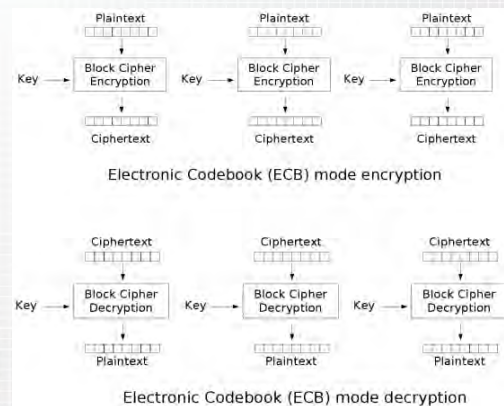 Plaintext Plaintext Plaintext
Key Block Cipher Encryption Key Block Cipher Encryption Key Block Cipher Encryption
Ciphertext Ciphertext Ciphertext
Electronic Codebook (ECB) mode encryption
Ciphertext Ciphertext Ciphertext
Key Block Cipher Decryption Key Block Cipher Decryption Key Block Cipher Decryption
Plaintext Plaintext Plaintext
Electronic Codebook (ECB) mode decryption